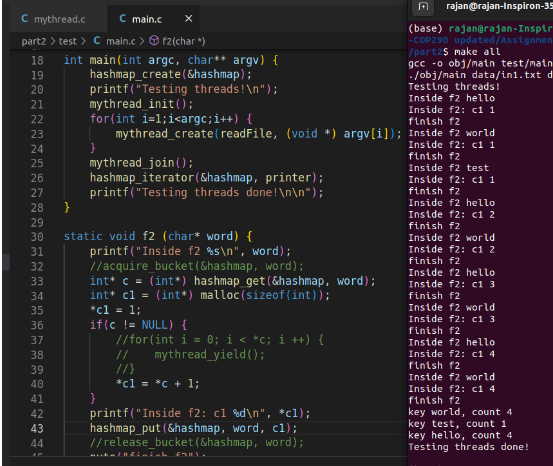 mythread.c
main.c
part2 > test > main.c > f2(char *)
18 int main(int argc, char** argv) {
19 hashmap_create(&hashmap);
20 printf("Testing threads!\n");
21 mythread_init();
22 for(int i=1;i<argc;i++) {
23 mythread_create(readFile, (void *) argv[i]);
24 }
25 mythread_join();
26 hashmap_iterator(&hashmap, printer);
27 printf("Testing threads done!\n\n");
28 }
29
30 static void f2 (char* word) {
31 printf("Inside f2 %s\n", word);
32 //acquire_bucket(&hashmap, word);
33 int* c = (int*) hashmap_get(&hashmap, word);
34 int* c1 = (int*) malloc(sizeof(int));
35 *c1 = 1;
36 if(c != NULL) {
37 //for(int i = 0; i < *c; i ++) {
38 // mythread_yield();
39 //}
40 *c1 = *c + 1;
41 }
42 printf("Inside f2: c1 %d\n", *c1);
43 hashmap_put(&hashmap, word, c1);
44 //release_bucket(&hashmap, word);
rajan@rajan-Inspiron-35
(base) rajan@rajan-Inspir
-COP290 updated/Assignmen
/part2$ make all
gcc -o obj/main test/main
./obj/main data/in1.txt d
Testing threads!
Inside f2 hello
Inside f2: c1 1
finish f2
Inside f2 world
Inside f2: c1 1
finish f2
Inside f2 test
Inside f2: c1 1
finish f2
Inside f2 hello
Inside f2: c1 2
finish f2
Inside f2 world
Inside f2: c1 2
finish f2
Inside f2 hello
Inside f2: c1 3
finish f2
Inside f2 world
Inside f2: c1 3
finish f2
Inside f2 hello
Inside f2: c1 4
finish f2
Inside f2 world
Inside f2: c1 4
finish f2
key world, count 4
key test, count 1
key hello, count 4
Testing threads done!